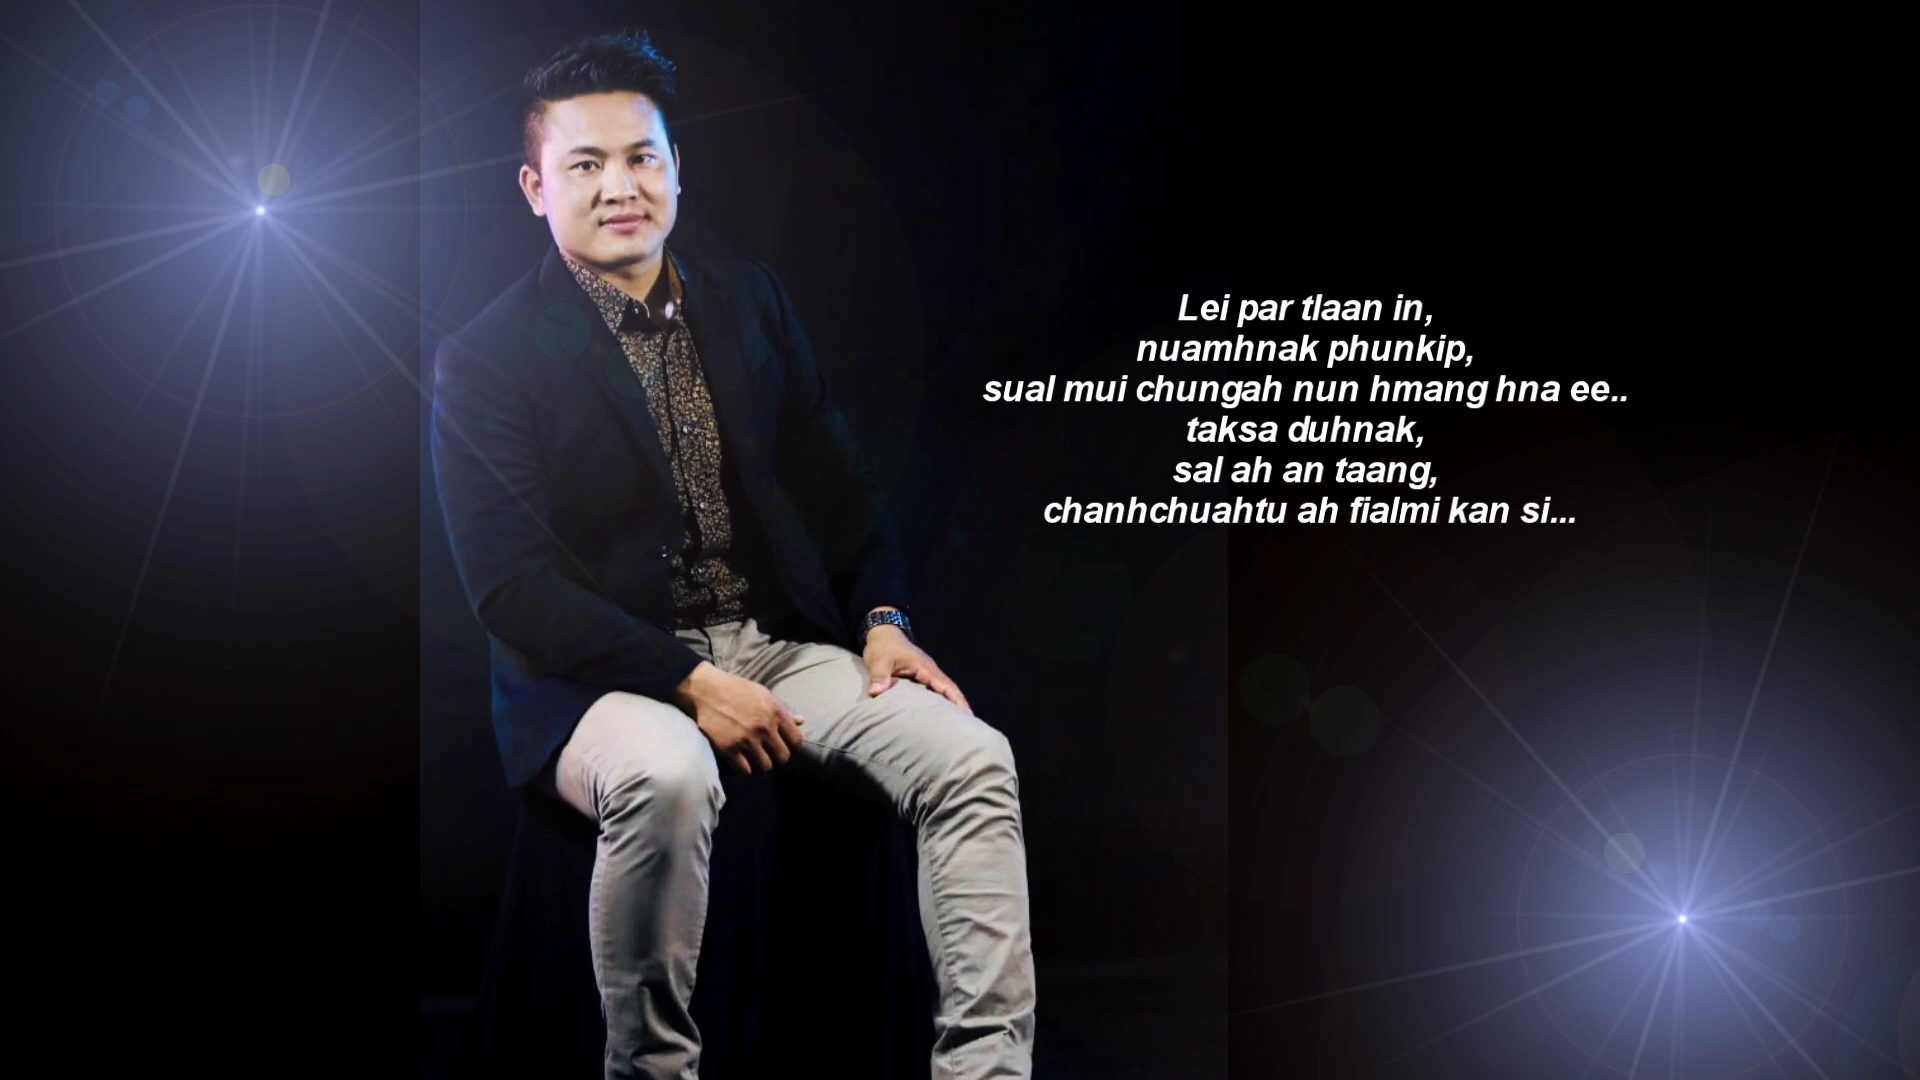 Lei par tlaan in,
nuamhnak phunkip,
sual mui chungah nun hmang hna ee..
taksa duhnak,
sal ah an taang,
chanhchuahtu ah fialmi kan si...